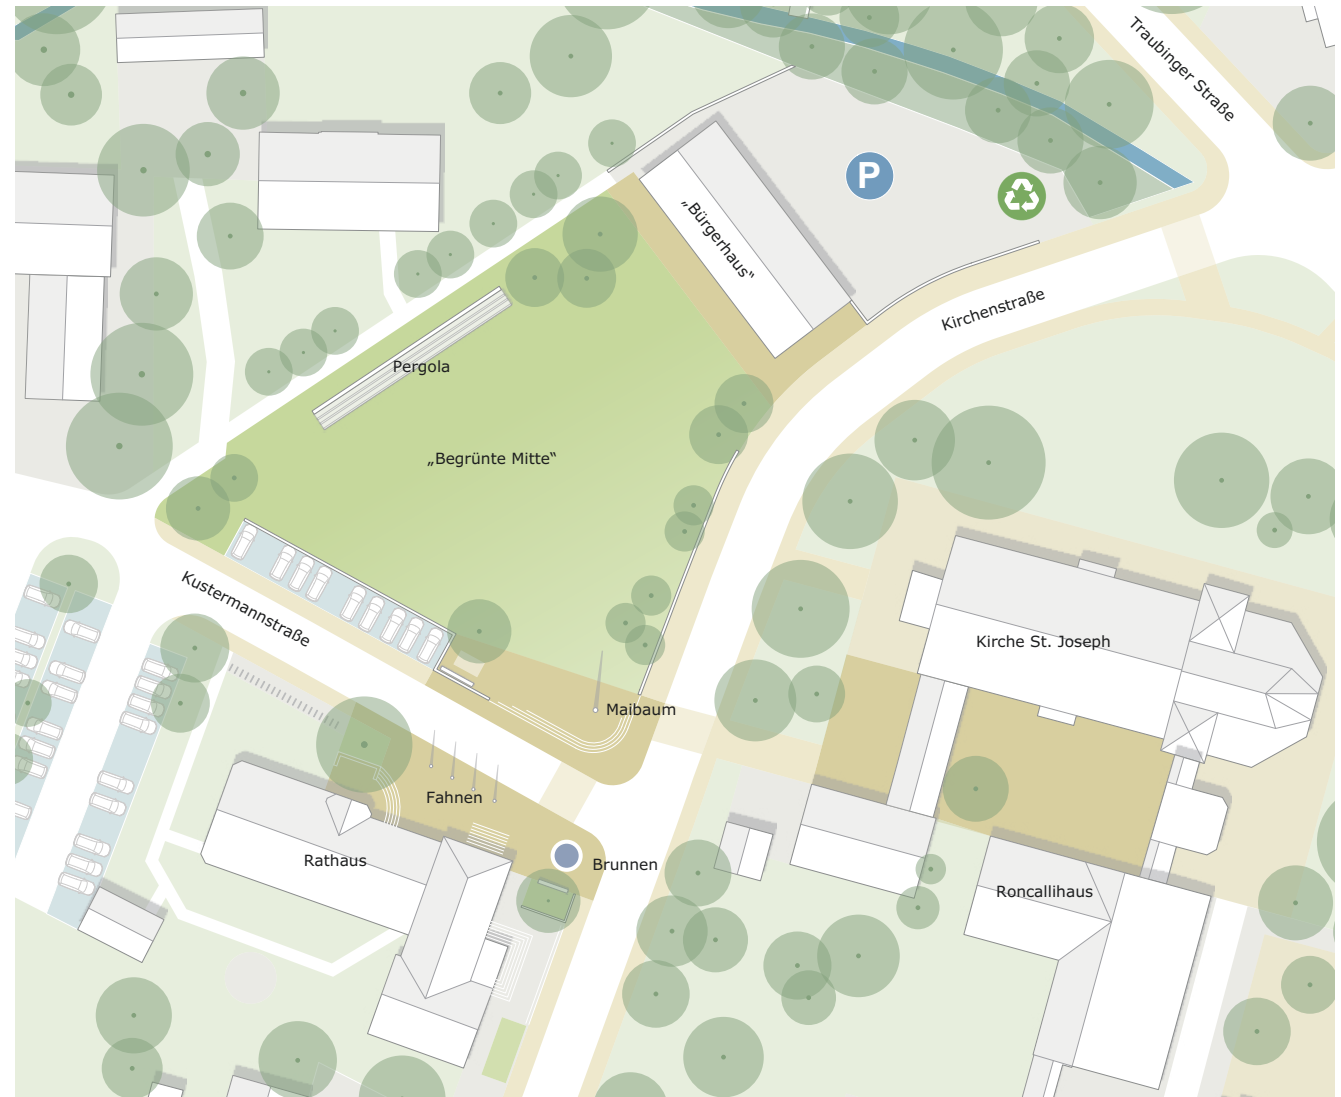 Traubinger Straße
P
„Bürgerhaus“
Kirchenstraße
Pergola
„Begrünte Mitte“
Kustermannstraße
Kirche St. Joseph
Maibaum
Fahnen
Rathaus
Brunnen
Roncallihaus